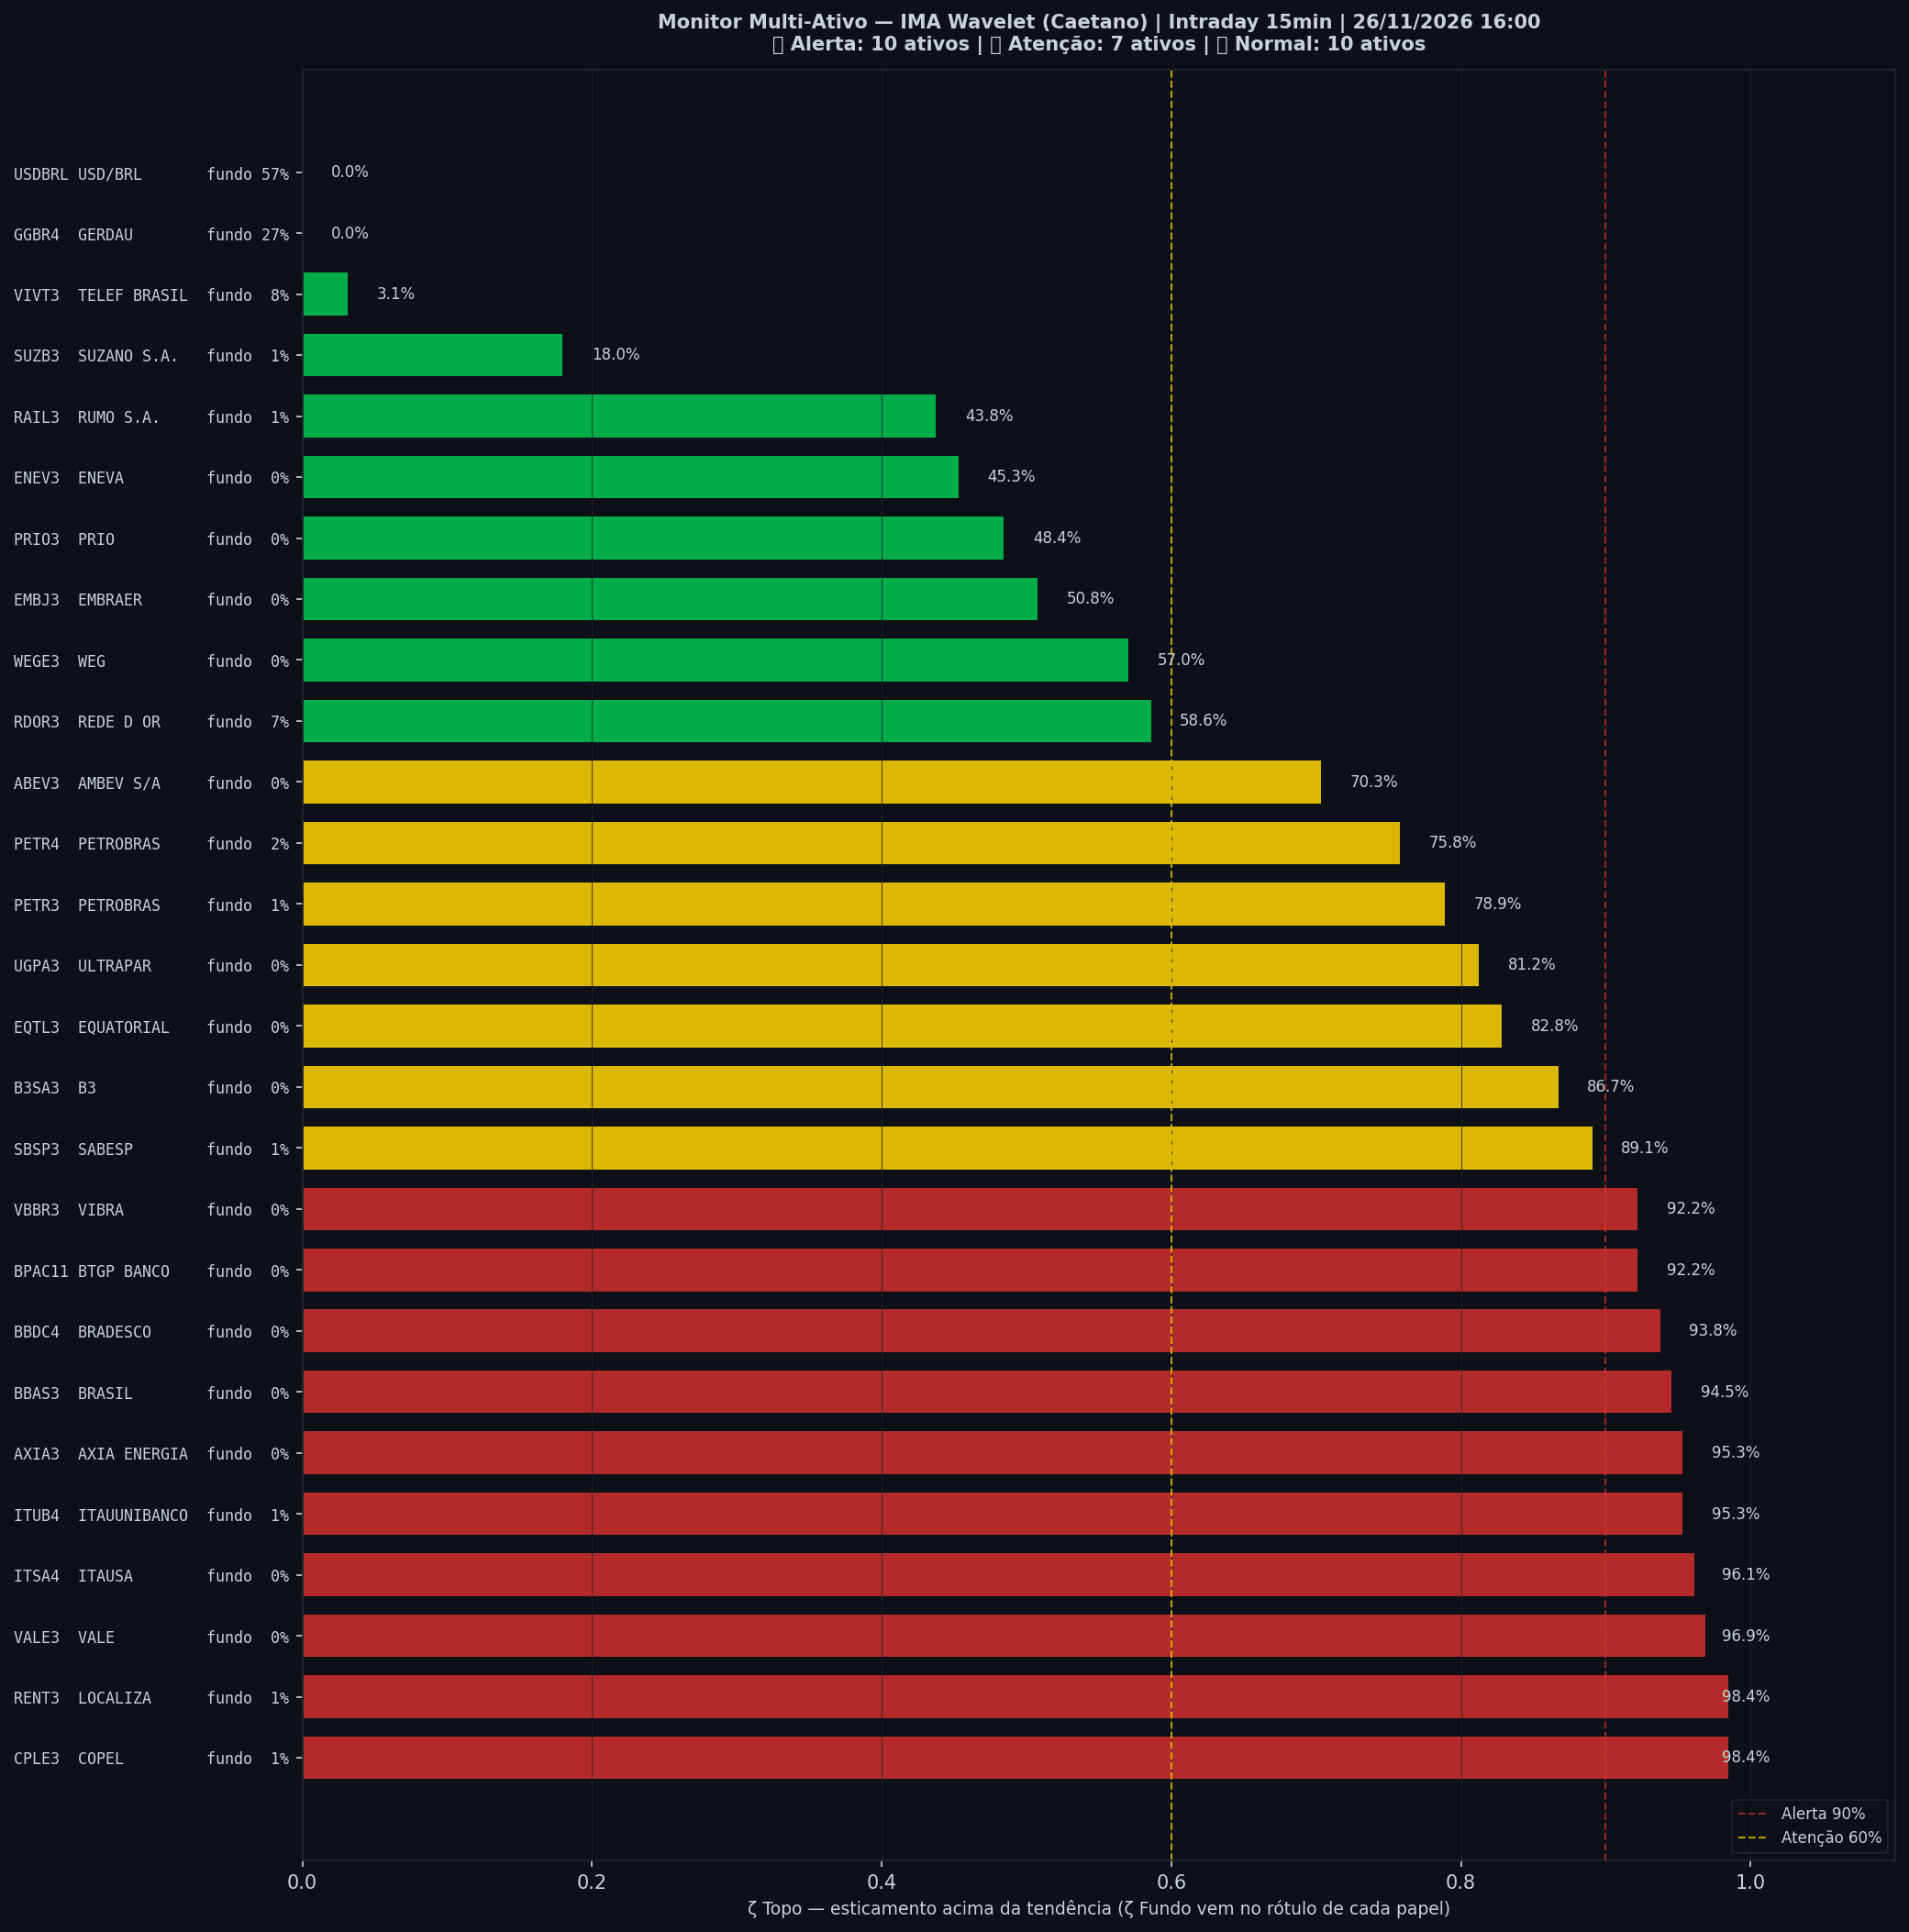 Monitor Multi-Ativo — IMA Wavelet (Caetano) | Intraday 15min | 26/11/2026 16:00
Alerta: 10 ativos | Atenção: 7 ativos | Normal: 10 ativos
USDBRL USD/BRL fundo 57% 0.0%
GGBR4 GERDAU fundo 27% 0.0%
VIVT3 TELEF BRASIL fundo 8% 3.1%
SUZB3 SUZANO S.A. fundo 1% 18.0%
RAIL3 RUMO S.A. fundo 1% 43.8%
ENEV3 ENEVA fundo 0% 45.3%
PRIO3 PRIO fundo 0% 48.4%
EMBJ3 EMBRAER fundo 0% 50.8%
WEGE3 WEG fundo 0% 57.0%
RDOR3 REDE D OR fundo 7% 58.6%
ABEV3 AMBEV S/A fundo 0% 70.3%
PETR4 PETROBRAS fundo 2% 75.8%
PETR3 PETROBRAS fundo 1% 78.9%
UGPA3 ULTRAPAR fundo 0% 81.2%
EQTL3 EQUATORIAL fundo 0% 82.8%
B3SA3 B3 fundo 0% 86.7%
SBSP3 SABESP fundo 1% 89.1%
VBBR3 VIBRA fundo 0% 92.2%
BPAC11 BTGP BANCO fundo 0% 92.2%
BBDC4 BRADESCO fundo 0% 93.8%
BBAS3 BRASIL fundo 0% 94.5%
AXIA3 AXIA ENERGIA fundo 0% 95.3%
ITUB4 ITAUUNIBANCO fundo 1% 95.3%
ITSA4 ITAUSA fundo 0% 96.1%
VALE3 VALE fundo 0% 96.9%
RENT3 LOCALIZA fundo 1% 98.4%
CPLE3 COPEL fundo 1% 98.4%
Alerta 90%
Atenção 60%
0.0 0.2 0.4 0.6 0.8 1.0
ζ Topo — esticamento acima da tendência (ζ Fundo vem no rótulo de cada papel)